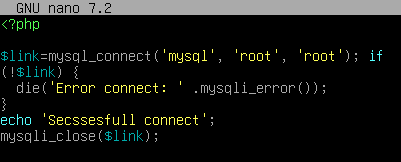 GNU nano 7.2
<?php
$link=mysql_connect('mysql', 'root', 'root'); if
(!$link) {
die('Error connect: ' .mysqli_error());
}
echo 'Secssesfull connect';
mysqli_close($link);